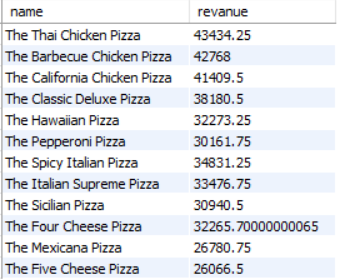 name revanue
The Thai Chicken Pizza 43434.25
The Barbecue Chicken Pizza 42768
The California Chicken Pizza 41409.5
The Classic Deluxe Pizza 38180.5
The Hawaiian Pizza 32273.25
The Pepperoni Pizza 30161.75
The Spicy Italian Pizza 34831.25
The Italian Supreme Pizza 33476.75
The Sicilian Pizza 30940.5
The Four Cheese Pizza 32265.70000000065
The Mexicana Pizza 26780.75
The Five Cheese Pizza 26066.5